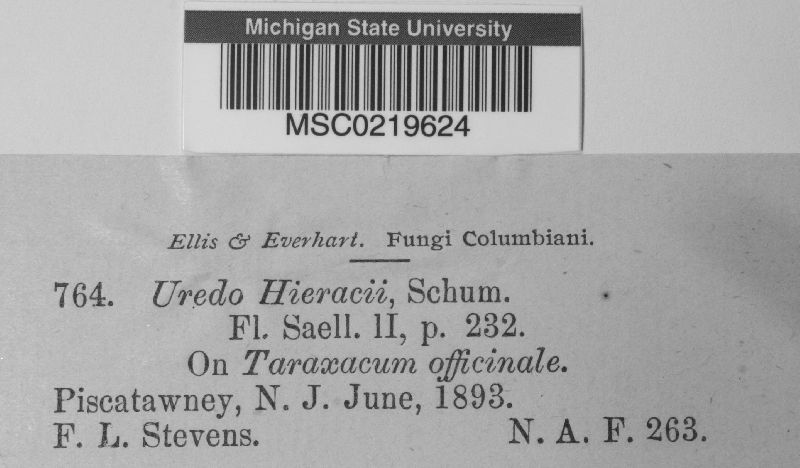 Michigan State University
MSC0219624
Ellis & Everhart. Fungi Columbiani.
764. Uredo Hieracii, Schum.
Fl. Saell. II, p. 232.
On Taraxacum officinale.
Piscatawney, N. J. June, 1893.
F. L. Stevens. N. A. F. 263.